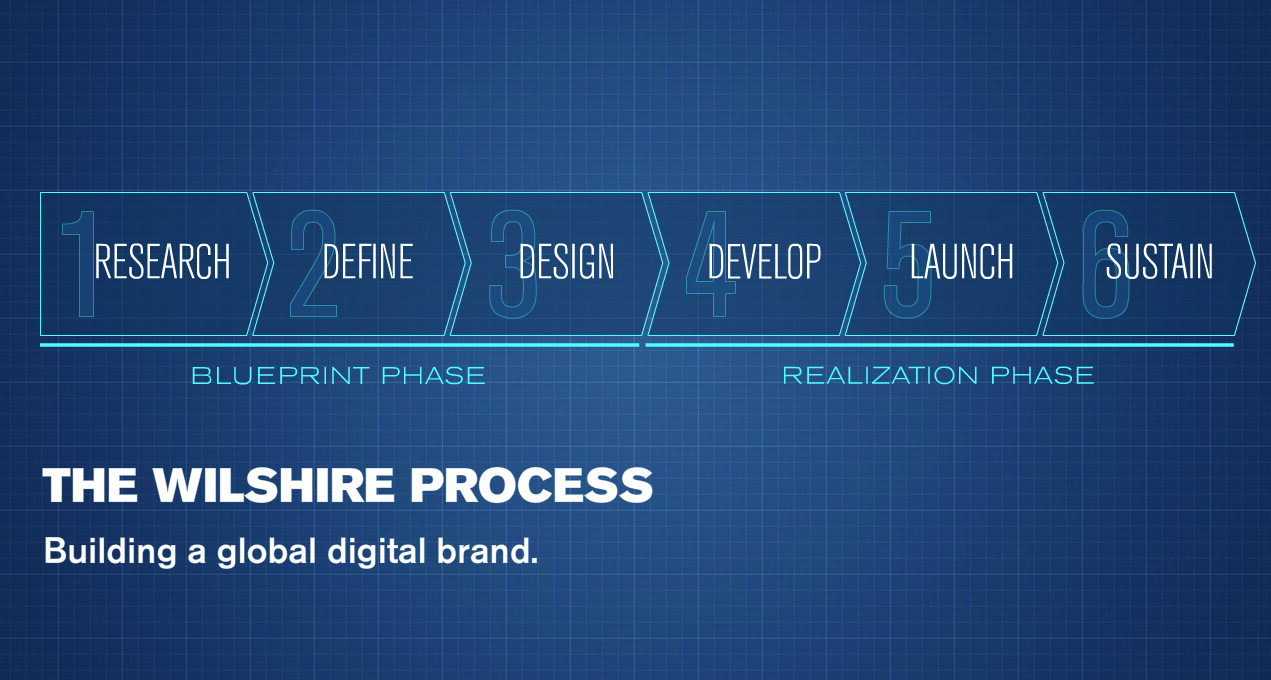 1 RESEARCH 2 DEFINE 3 DESIGN 4 DEVELOP 5 LAUNCH 6 SUSTAIN
BLUEPRINT PHASE REALIZATION PHASE
THE WILSHIRE PROCESS
Building a global digital brand.